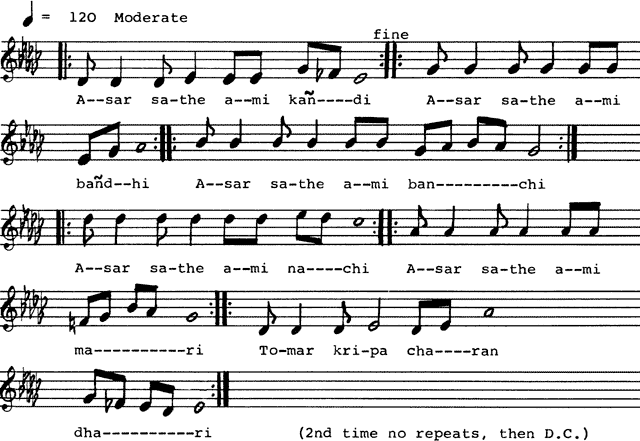 ♩ = 120 Moderate
fine
A--sar sa-the a--mi kañ----di A--sar sa-the a--mi
bañd--hi A--sar sa-the a--mi ban---------chi
A--sar sa-the a--mi na----chi A--sar sa-the a--mi
ma----------ri To-mar kri-pa cha----ran
dha----------ri (2nd time no repeats, then D.C.)